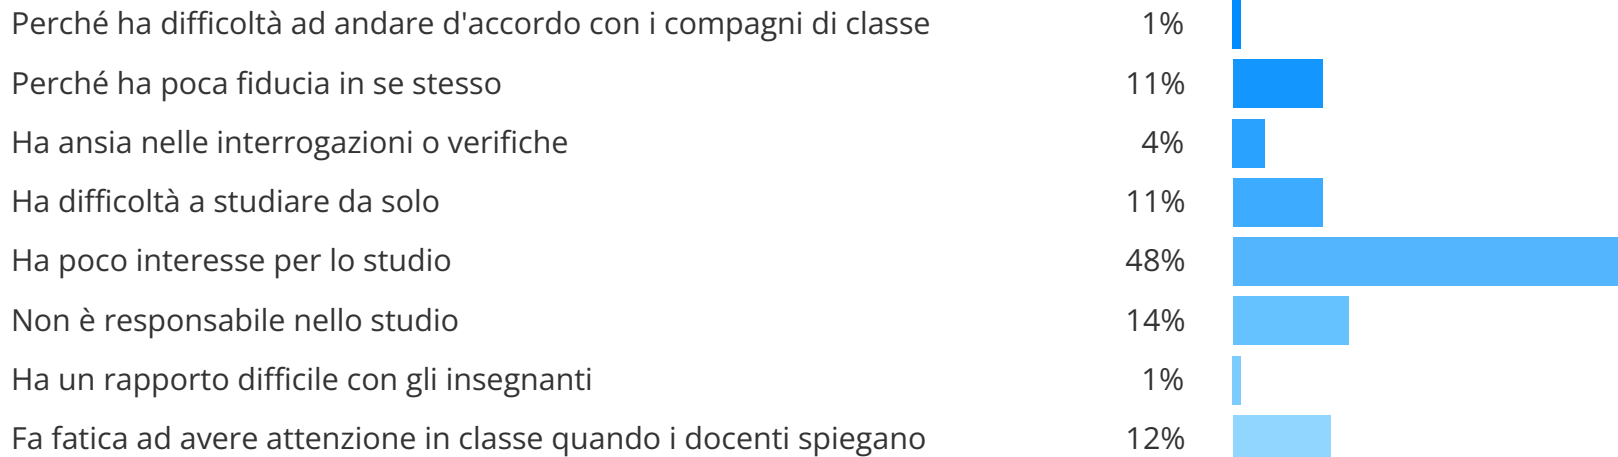 Perché ha difficoltà ad andare d'accordo con i compagni di classe 1%
Perché ha poca fiducia in se stesso 11%
Ha ansia nelle interrogazioni o verifiche 4%
Ha difficoltà a studiare da solo 11%
Ha poco interesse per lo studio 48%
Non è responsabile nello studio 14%
Ha un rapporto difficile con gli insegnanti 1%
Fa fatica ad avere attenzione in classe quando i docenti spiegano 12%